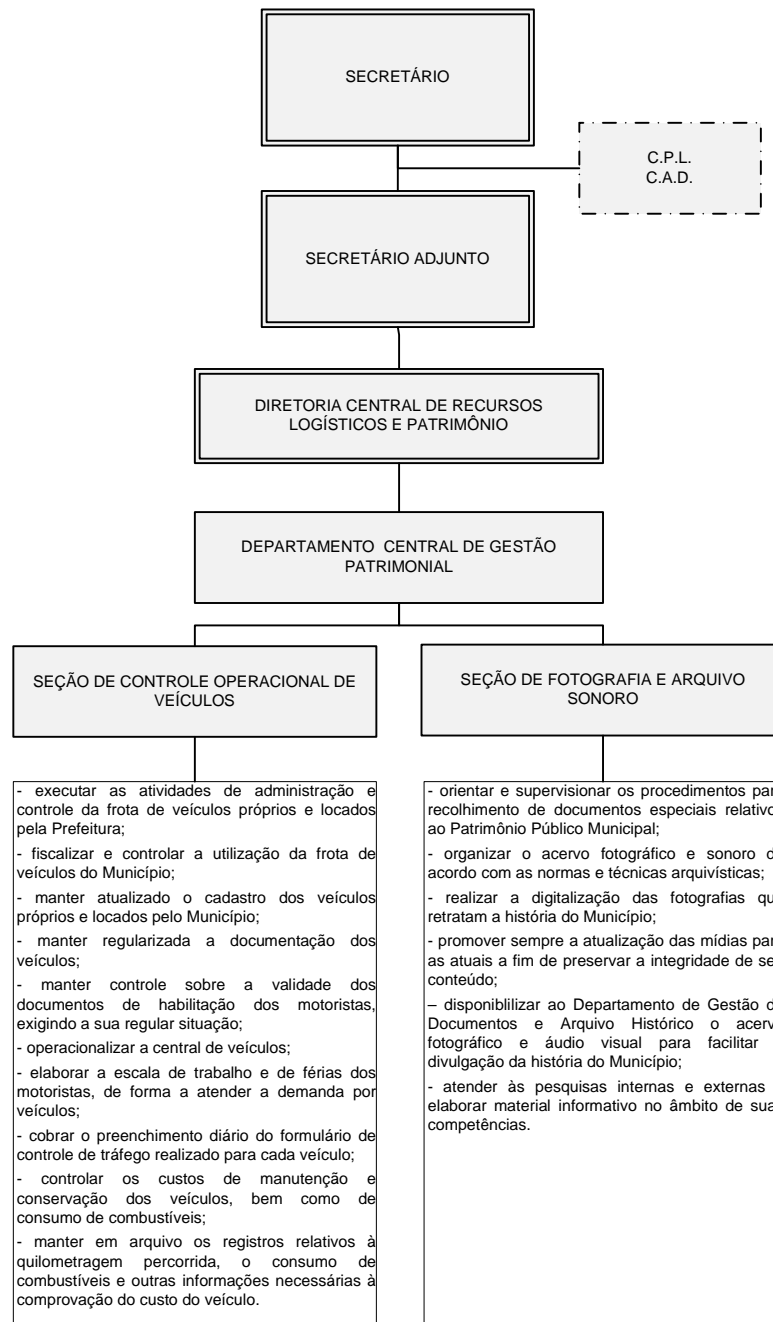 SECRETÁRIO
C.P.L.
C.A.D.
SECRETÁRIO ADJUNTO
DIRETORIA CENTRAL DE RECURSOS
LOGÍSTICOS E PATRIMÔNIO
DEPARTAMENTO CENTRAL DE GESTÃO
PATRIMONIAL
SEÇÃO DE CONTROLE OPERACIONAL DE
VEÍCULOS
- executar as atividades de administração e
controle da frota de veículos próprios e locados
pela Prefeitura;
- fiscalizar e controlar a utilização da frota de
veículos do Município;
- manter atualizado o cadastro dos veículos
próprios e locados pelo Município;
- manter regularizada a documentação dos
veículos;
- manter controle sobre a validade dos
documentos de habilitação dos motoristas,
exigindo a sua regular situação;
- operacionalizar a central de veículos;
- elaborar a escala de trabalho e de férias dos
motoristas, de forma a atender a demanda por
veículos;
- cobrar o preenchimento diário do formulário de
controle de tráfego realizado para cada veículo;
- controlar os custos de manutenção e
conservação dos veículos, bem como de
consumo de combustíveis;
- manter em arquivo os registros relativos à
quilometragem percorrida, o consumo de
combustíveis e outras informações necessárias à
comprovação do custo do veículo.
SEÇÃO DE FOTOGRAFIA E ARQUIVO
SONORO
- orientar e supervisionar os procedimentos
recolhimento de documentos especiais
ao Patrimônio Público Municipal;
- organizar o acervo fotográfico e sonoro
acordo com as normas e técnicas arquivísticas;
- realizar a digitalização das fotografias
retratam a história do Município;
- promover sempre a atualização das mídias
as atuais a fim de preservar a integridade de
conteúdo;
– disponiblilizar ao Departamento de Gestão
Documentos e Arquivo Histórico o
fotográfico e áudio visual para facilitar
divulgação da história do Município;
- atender às pesquisas internas e externas
elaborar material informativo no âmbito de
competências.